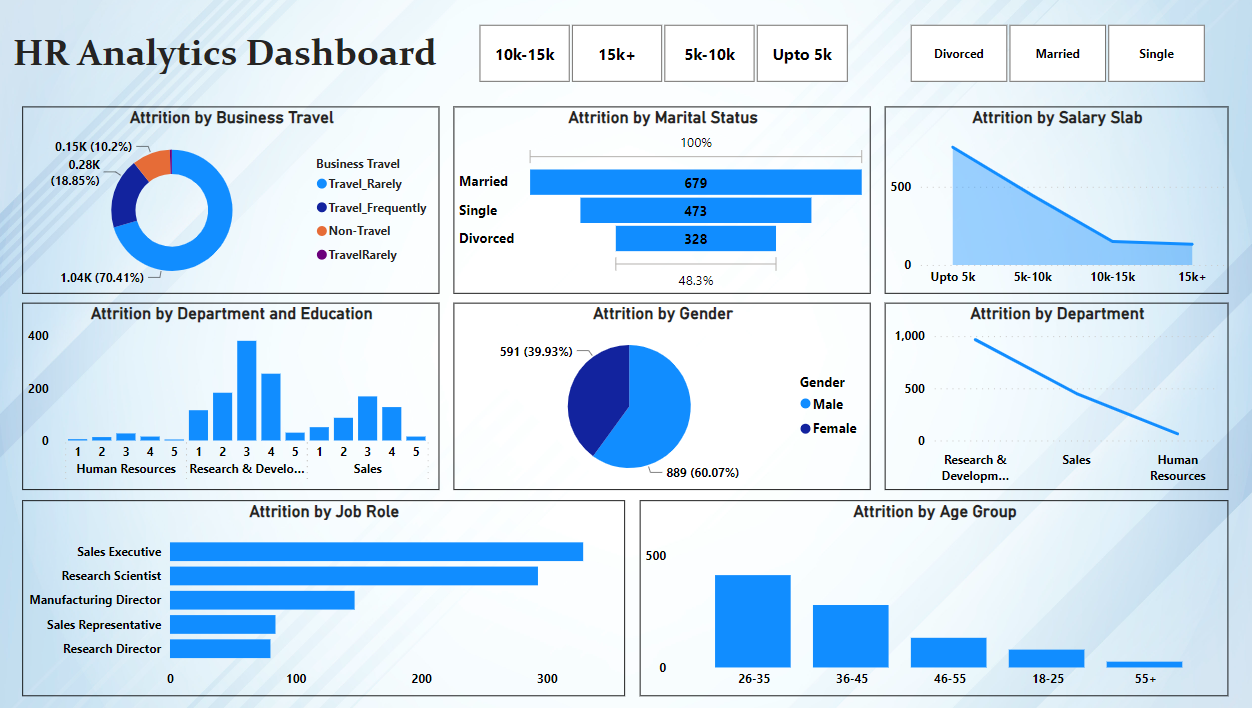 HR Analytics Dashboard
10k-15k
15k+
5k-10k
Upto 5k
Divorced
Married
Single
Attrition by Business Travel
0.15K (10.2%)
0.28K
(18.85%)
1.04K (70.41%)
Business Travel
Travel_Rarely
Travel_Frequently
Non-Travel
TravelRarely
Attrition by Marital Status
100%
Married 679
Single 473
Divorced 328
48.3%
Attrition by Salary Slab
500
0
Upto 5k 5k-10k 10k-15k 15k+
Attrition by Department and Education
400
200
0
1 2 3 4 5 1 2 3 4 5 1 2 3 4 5
Human Resources Research & Develo... Sales
Attrition by Gender
591 (39.93%)
889 (60.07%)
Gender
Male
Female
Attrition by Department
1,000
500
0
Research &
Developm...
Sales
Human
Resources
Attrition by Job Role
Sales Executive
Research Scientist
Manufacturing Director
Sales Representative
Research Director
0 100 200 300
Attrition by Age Group
500
0
26-35 36-45 46-55 18-25 55+